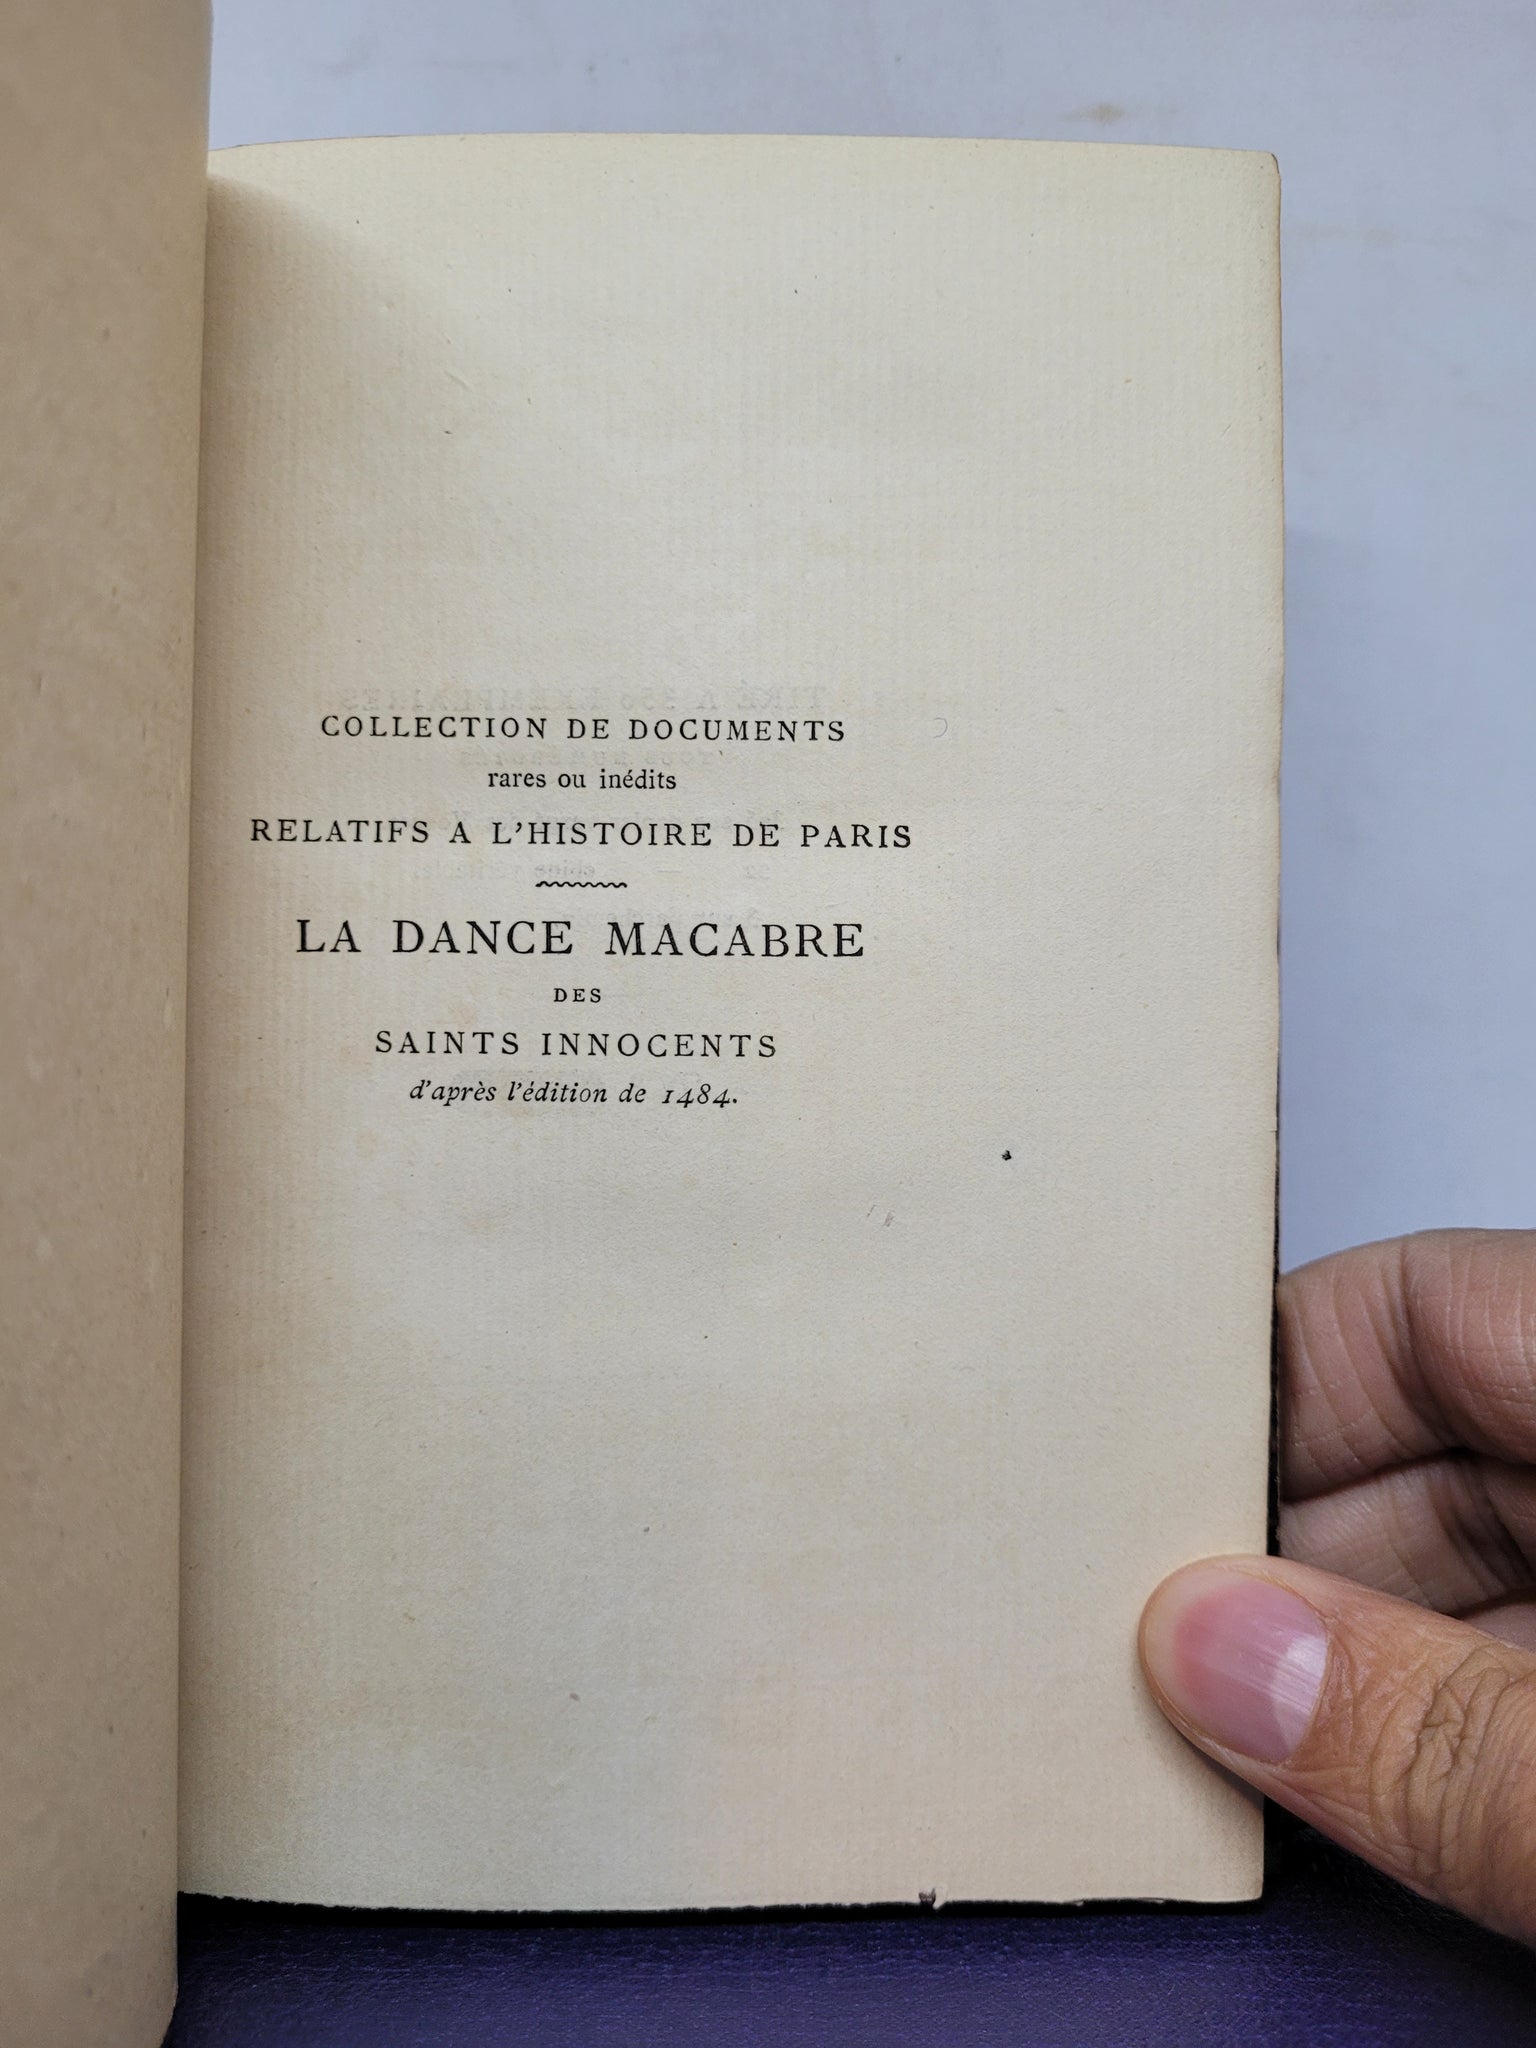 COLLECTION DE DOCUMENTS
rares ou inédits
RELATIFS A L'HISTOIRE DE PARIS
LA DANCE MACABRE
DES
SAINTS INNOCENTS
d'après l'édition de 1484.